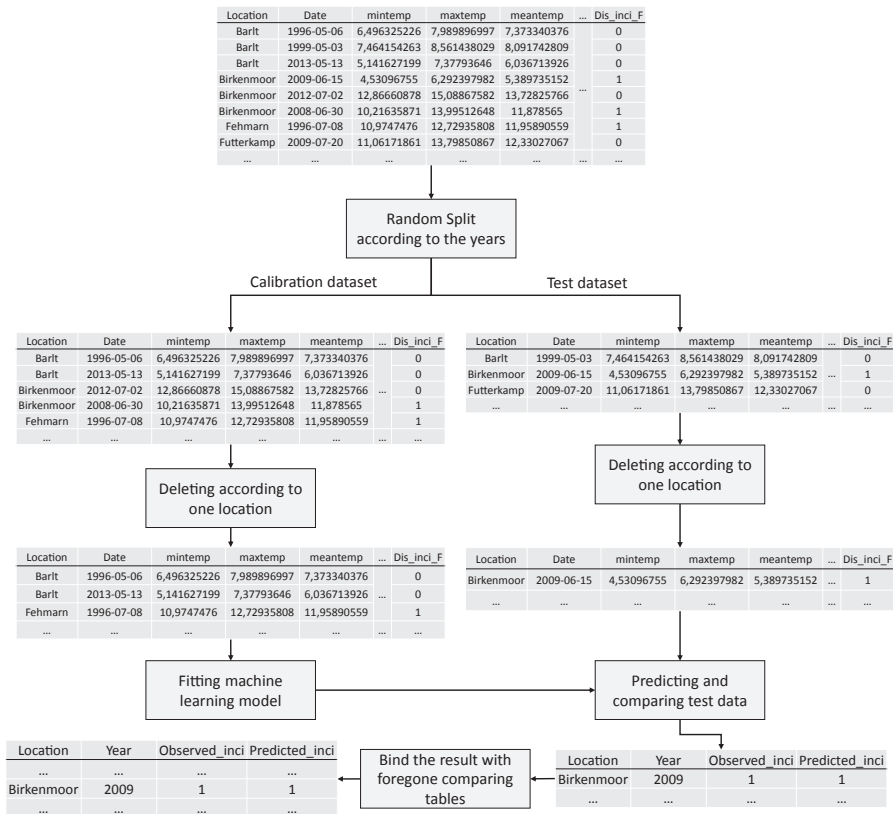 Location Date mintemp maxtemp meantemp ... Dis_inci_F
Barlt 1996-05-06 6,496325226 7,989896997 7,373340376 0
Barlt 1999-05-03 7,464154263 8,561438029 8,091742809 0
Barlt 2013-05-13 5,141627199 7,37793646 6,036713926 0
Birkenmoor 2009-06-15 4,53096755 6,292397982 5,389735152 1
Birkenmoor 2012-07-02 12,86660878 15,08867582 13,72825766 ... 0
Birkenmoor 2008-06-30 10,21635871 13,99512648 11,878565 1
Fehmarn 1996-07-08 10,9747476 12,72935808 11,95890559 1
Futterkamp 2009-07-20 11,06171861 13,79850867 12,33027067 0
... ... ... ... ... ... ...
Random Split
according to the years
Calibration dataset
Test dataset
Location Date mintemp maxtemp meantemp ... Dis_inci_F
Barlt 1996-05-06 6,496325226 7,989896997 7,373340376 0
Barlt 2013-05-13 5,141627199 7,37793646 6,036713926 0
Birkenmoor 2012-07-02 12,86660878 15,08867582 13,72825766 ... 0
Birkenmoor 2008-06-30 10,21635871 13,99512648 11,878565 1
Fehmarn 1996-07-08 10,9747476 12,72935808 11,95890559 1
... ... ... ... ... ... ...
Location Date mintemp maxtemp meantemp ... Dis_inci_F
Barlt 1999-05-03 7,464154263 8,561438029 8,091742809 0
Birkenmoor 2009-06-15 4,53096755 6,292397982 5,389735152 ... 1
Futterkamp 2009-07-20 11,06171861 13,79850867 12,33027067 0
... ... ... ... ... ... ...
Deleting according to
one location
Deleting according to
one location
Location Date mintemp maxtemp meantemp ... Dis_inci_F
Barlt 1996-05-06 6,496325226 7,989896997 7,373340376 0
Barlt 2013-05-13 5,141627199 7,37793646 6,036713926 ... 0
Fehmarn 1996-07-08 10,9747476 12,72935808 11,95890559 1
... ... ... ... ... ... ...
Location Date mintemp maxtemp meantemp ... Dis_inci_F
Birkenmoor 2009-06-15 4,53096755 6,292397982 5,389735152 ... 1
... ... ... ... ... ... ...
Fitting machine
learning model
Predicting and
comparing test data
Location Year Observed_inci Predicted_inci
... ... ... ...
Birkenmoor 2009 1 1
... ... ... ...
Bind the result with
foregone comparing
tables
Location Year Observed_inci Predicted_inci
Birkenmoor 2009 1 1
... ... ... ...